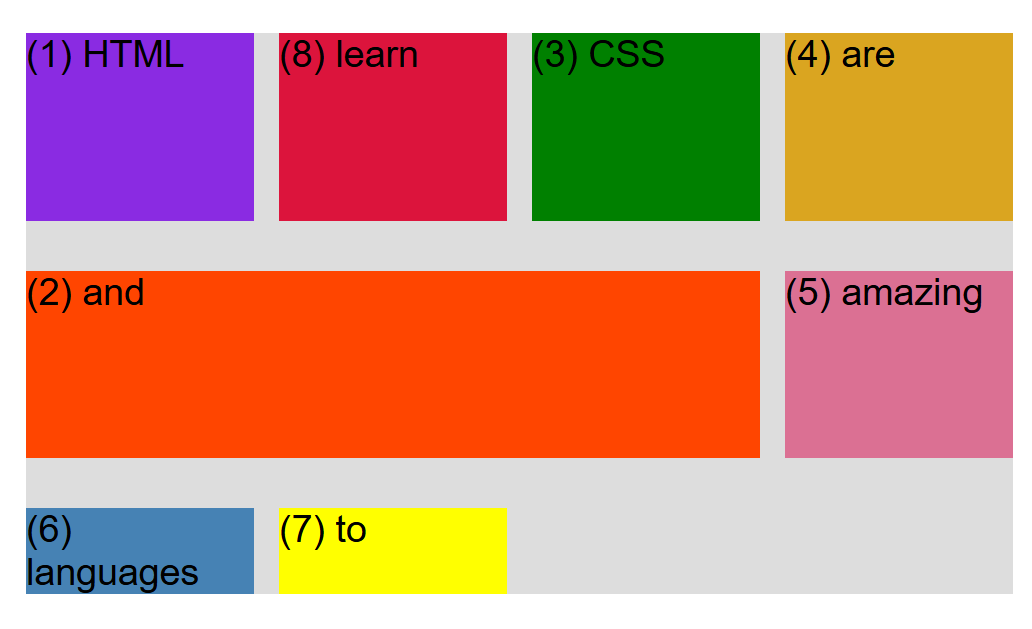 (1) HTML
(8) learn
(3) CSS
(4) are
(2) and
(5) amazing
(6)
languages
(7) to